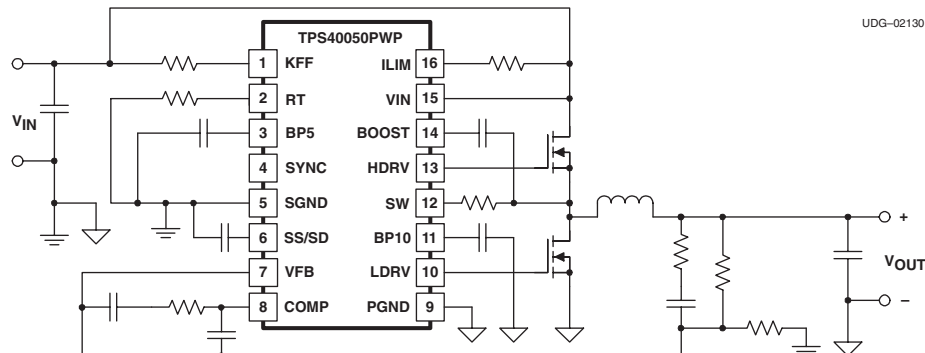 UDG–02130
TPS40050PWP
1 KFF ILIM 16
2 RT VIN 15
3 BP5 BOOST 14
4 SYNC HDRV 13
5 SGND SW 12
6 SS/SD BP10 11
7 VFB LDRV 10
8 COMP PGND 9
VIN
+
VOUT
−